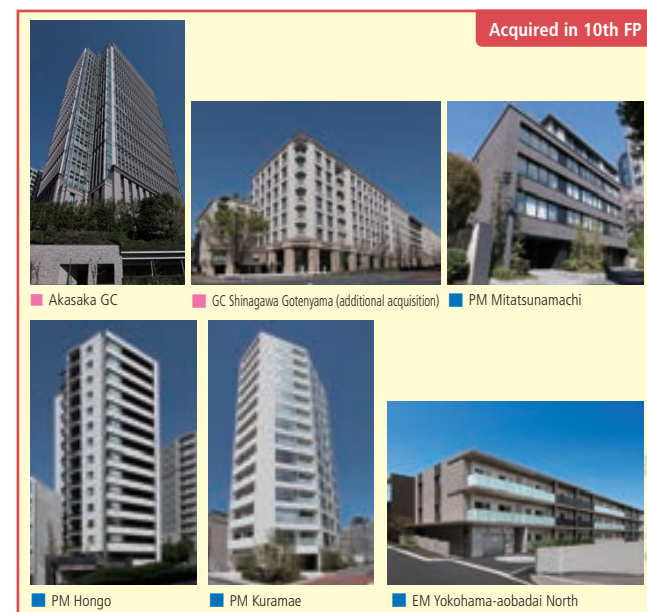 Acquired in 10th FP
Akasaka GC
GC Shinagawa Gotenyama (additional acquisition)
PM Mitatsunamachi
PM Hongo
PM Kuramae
EM Yokohama-aobadai North